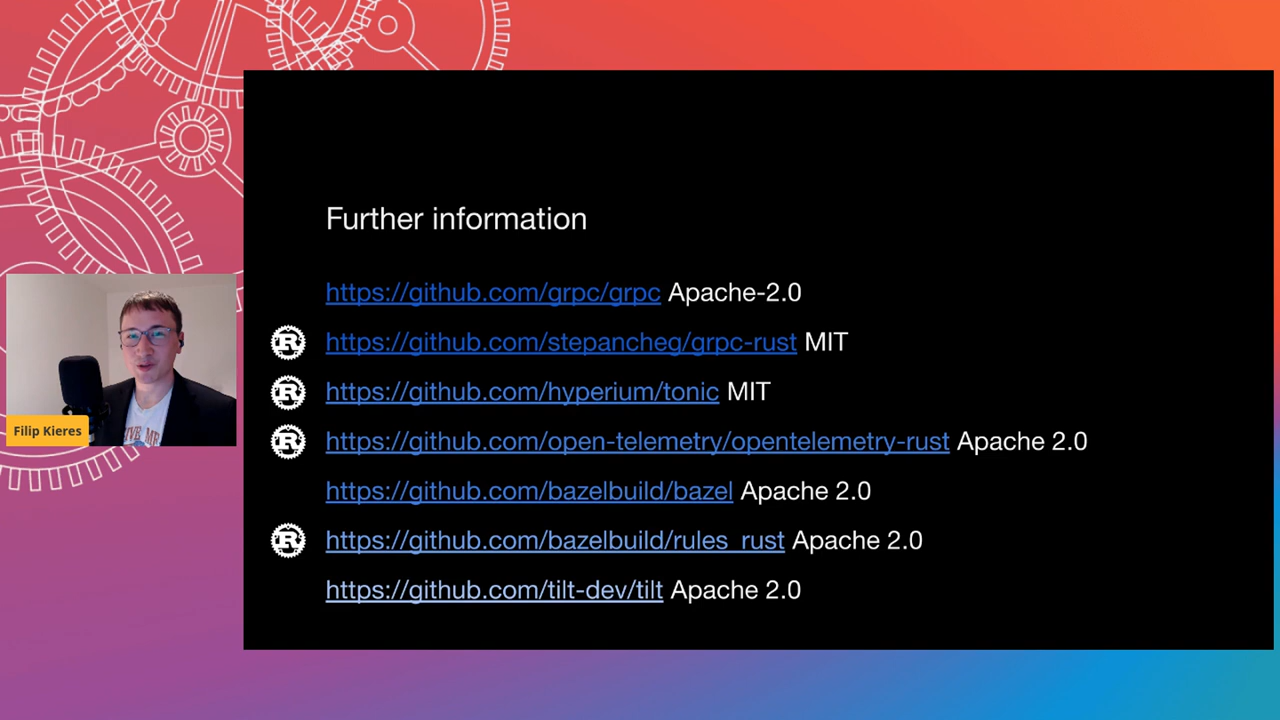 Further information
https://github.com/grpc/grpc Apache-2.0
https://github.com/stepancheg/grpc-rust MIT
https://github.com/hyperium/tonic MIT
https://github.com/open-telemetry/opentelemetry-rust Apache 2.0
https://github.com/bazelbuild/bazel Apache 2.0
https://github.com/bazelbuild/rules_rust Apache 2.0
https://github.com/tilt-dev/tilt Apache 2.0
Filip Kieres